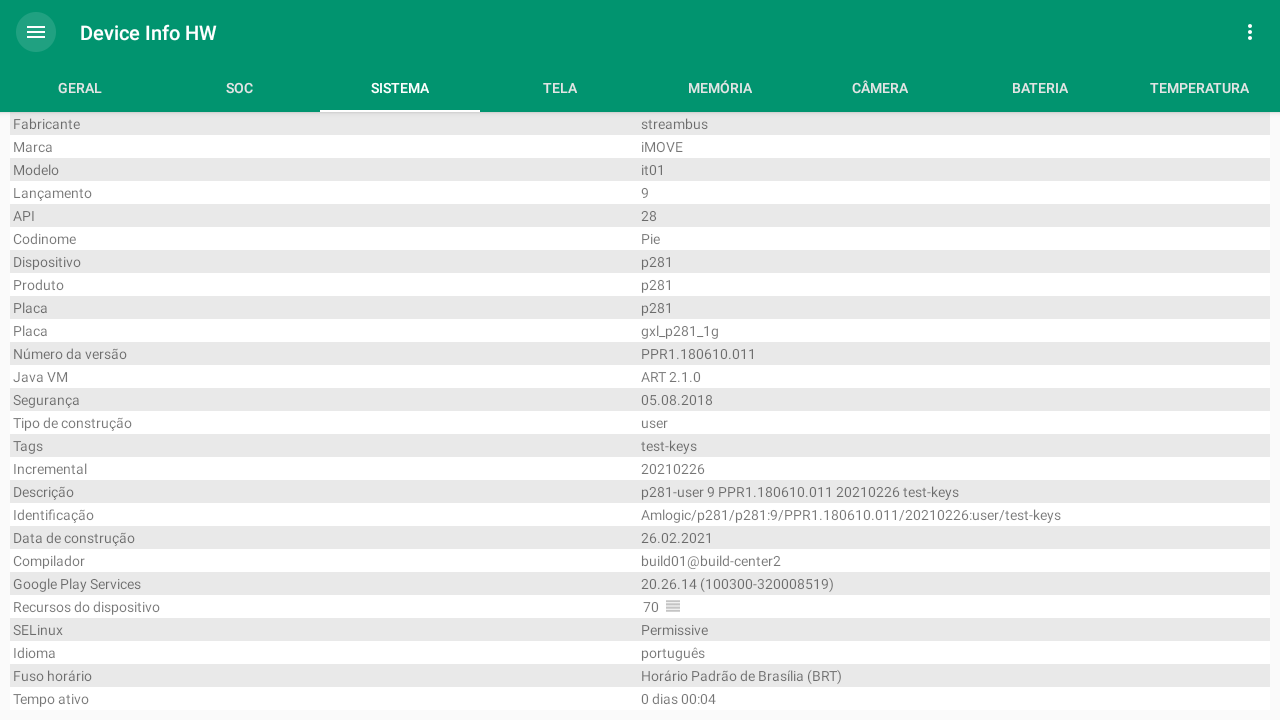 Device Info HW
GERAL SOC SISTEMA TELA MEMÓRIA CÂMERA BATERIA TEMPERATURA
Fabricante streambus
Marca iMOVE
Modelo it01
Lançamento 9
API 28
Codinome Pie
Dispositivo p281
Produto p281
Placa p281
Placa gxl_p281_1g
Número da versão PPR1.180610.011
Java VM ART 2.1.0
Segurança 05.08.2018
Tipo de construção user
Tags test-keys
Incremental 20210226
Descrição p281-user 9 PPR1.180610.011 20210226 test-keys
Identificação Amlogic/p281/p281:9/PPR1.180610.011/20210226:user/test-keys
Data de construção 26.02.2021
Compilador build01@build-center2
Google Play Services 20.26.14 (100300-320008519)
Recursos do dispositivo 70
SELinux Permissive
Idioma português
Fuso horário Horário Padrão de Brasília (BRT)
Tempo ativo 0 dias 00:04